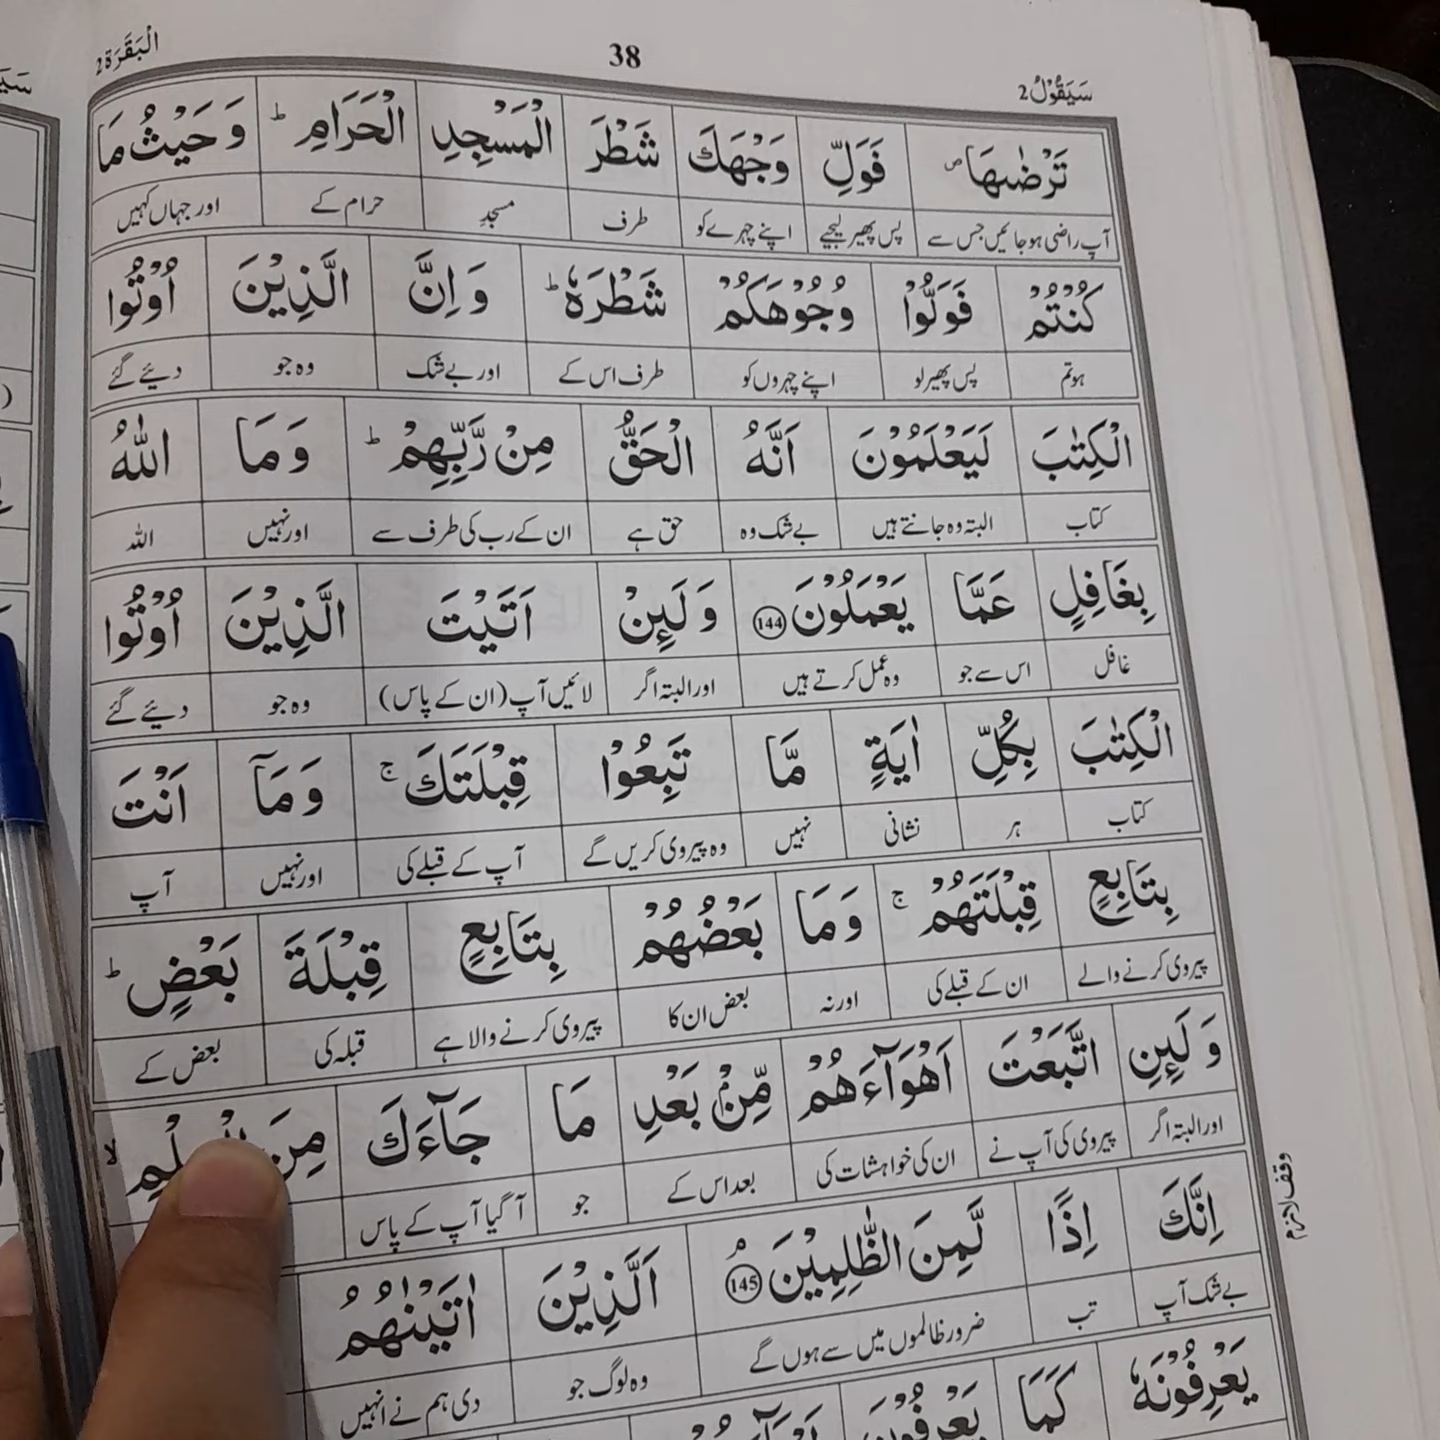 سَيَقُوْلُ 2
38
اَلْبَقَرَة 2
تَرْضٰىهَا ۪ فَوَلِّ وَجْهَكَ شَطْرَ الْمَسْجِدِ الْحَرَامِ ؕ وَ حَيْثُ مَا
آپ راضی ہو جائیں جس سے پس پھیر لیجیے اپنے چہرے کو طرف مسجدِ حرام کے اور جہاں کہیں
كُنْتُمْ فَوَلُّوْا وُجُوْهَكُمْ شَطْرَهٗ ؕ وَ اِنَّ الَّذِيْنَ اُوْتُوا
ہو تم پس پھیر لو اپنے چہروں کو طرف اس کے اور بے شک وہ جو دیئے گئے
الْكِتٰبَ لَيَعْلَمُوْنَ اَنَّهُ الْحَقُّ مِنْ رَّبِّهِمْ ؕ وَ مَا اللّٰهُ
کتاب البتہ وہ جانتے ہیں بے شک وہ حق ہے ان کے رب کی طرف سے اور نہیں اللہ
بِغَافِلٍ عَمَّا يَعْمَلُوْنَ 144 وَ لَىِٕنْ اَتَيْتَ الَّذِيْنَ اُوْتُوا
غافل اس سے جو وہ عمل کرتے ہیں اور البتہ اگر لائیں آپ (ان کے پاس) وہ جو دیئے گئے
الْكِتٰبَ بِكُلِّ اٰيَةٍ مَّا تَبِعُوْا قِبْلَتَكَ ۚ وَ مَاۤ اَنْتَ
کتاب ہر نشانی نہیں وہ پیروی کریں گے آپ کے قبلے کی اور نہیں آپ
بِتَابِعٍ قِبْلَتَهُمْ ۚ وَ مَا بَعْضُهُمْ بِتَابِعٍ قِبْلَةَ بَعْضٍ ؕ
پیروی کرنے والے ان کے قبلے کی اور نہ بعض ان کا پیروی کرنے والا ہے قبلہ کی بعض کے
وَ لَىِٕنِ اتَّبَعْتَ اَهْوَآءَهُمْ مِّنْۢ بَعْدِ مَا جَآءَكَ مِنَ الْعِلْمِ ۙ
اور البتہ اگر پیروی کی آپ نے ان کی خواہشات کی بعد اس کے جو آ گیا آپ کے پاس
وقف لازم
اِنَّكَ اِذًا لَّمِنَ الظّٰلِمِيْنَ ۘ 145 اَلَّذِيْنَ اٰتَيْنٰهُمُ
بے شک آپ تب ضرور ظالموں میں سے ہوں گے وہ لوگ جو دی ہم نے انہیں
يَعْرِفُوْنَهٗ كَمَا يَعْرِفُوْنَ